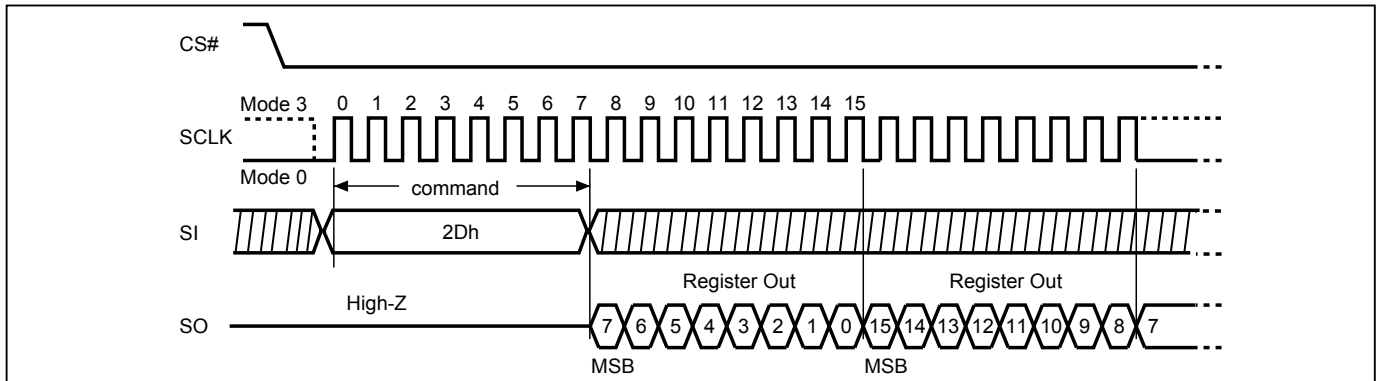 CS#
Mode 3 0 1 2 3 4 5 6 7 8 9 10 11 12 13 14 15
SCLK
Mode 0
command
SI 2Dh
Register Out Register Out
High-Z
SO 7 6 5 4 3 2 1 0 15 14 13 12 11 10 9 8 7
MSB MSB